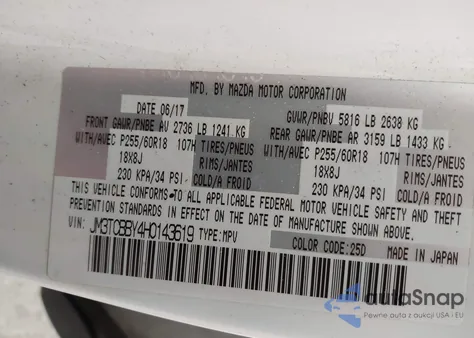 MFD. BY MAZDA MOTOR CORPORATION
DATE 06/17 GVWR/PNBV 5816 LB 2638 KG
FRONT GAWR/PNBE AV 2736 LB 1241 KG REAR GAWR/PNBE AR 3159 LB 1433 KG
WITH/AVEC P255/60R18 107H TIRES/PNEUS WITH/AVEC P255/60R18 107H TIRES/PNEUS
18X8J RIMS/JANTES 18X8J RIMS/JANTES
230 KPA/34 PSI COLD/A FROID 230 KPA/34 PSI COLD/A FROID
THIS VEHICLE CONFORMS TO ALL APPLICABLE FEDERAL MOTOR VEHICLE SAFETY AND THEFT
PREVENTION STANDARDS IN EFFECT ON THE DATE OF MANUFACTURE SHOWN ABOVE.
VIN: JM3TCBBY4H0143619 TYPE: MPV
COLOR CODE: 25D MADE IN JAPAN
autaSnap
Pewne auta z USA i EU